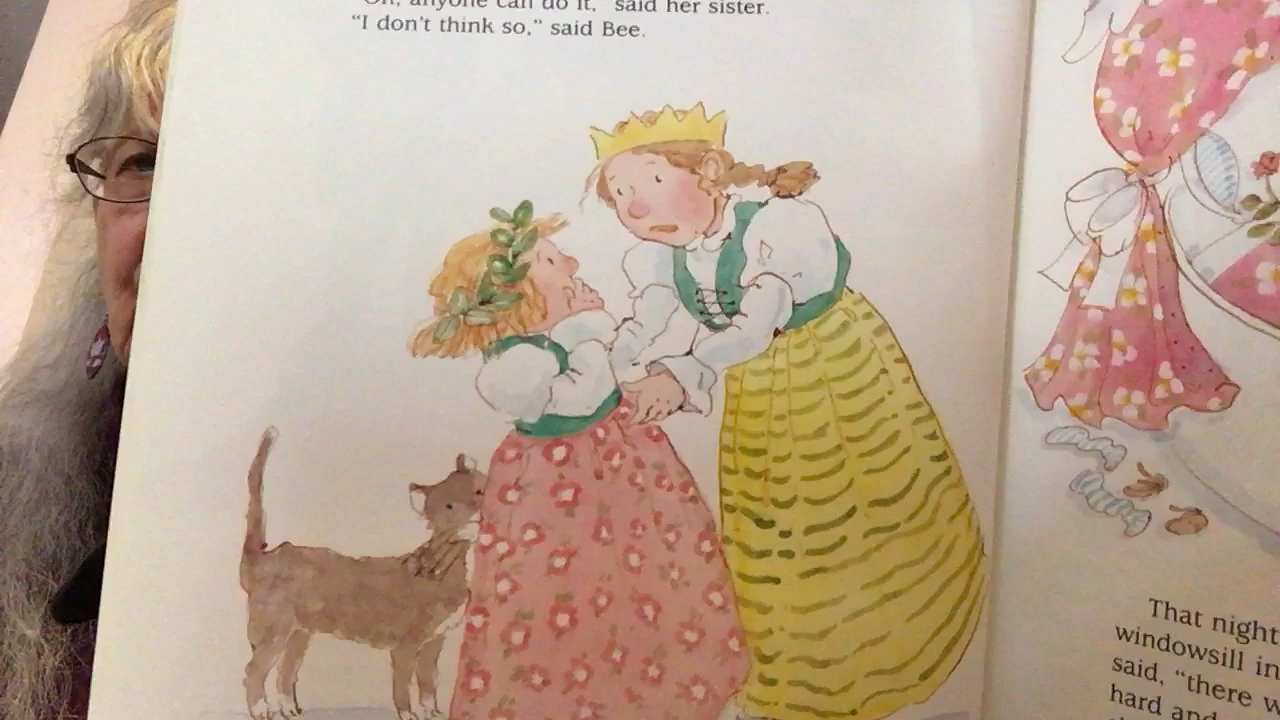 “Oh, anyone can do it,” said her sister.
“I don't think so,” said Bee.
That night
windowsill in
said, “there w
hard and